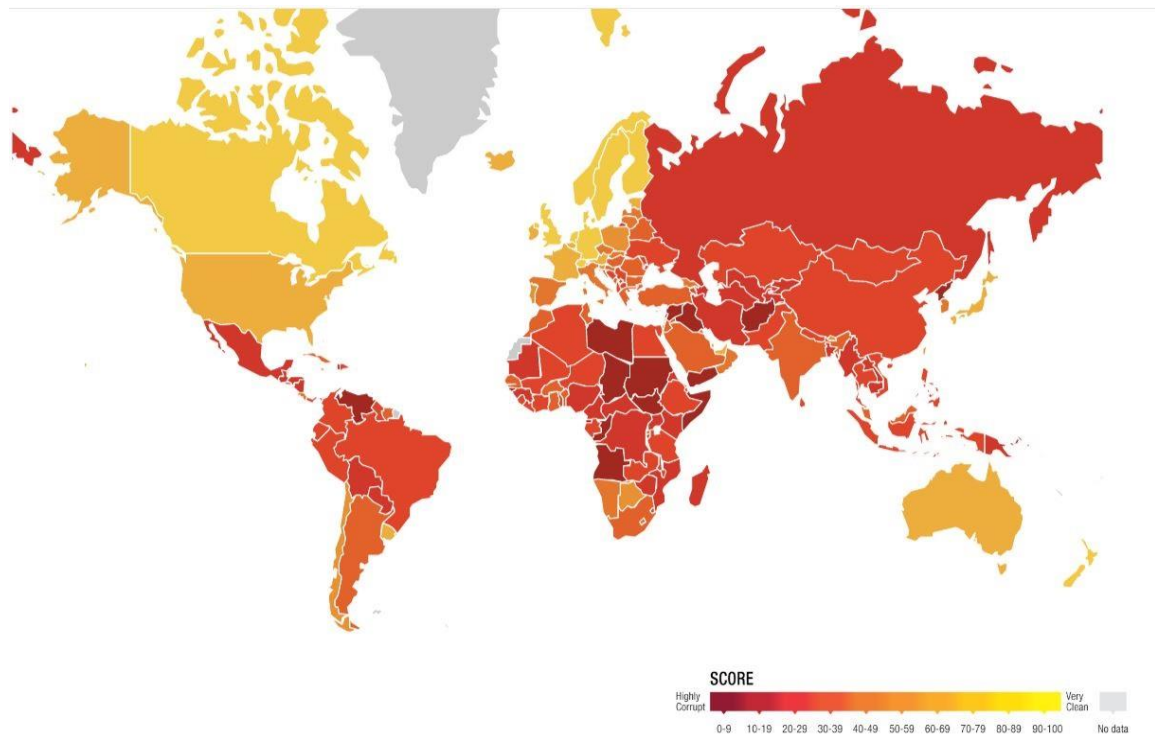 SCORE
Highly Corrupt
0-9 10-19 20-29 30-39 40-49 50-59 60-69 70-79 80-89 90-100
Very Clean
No data